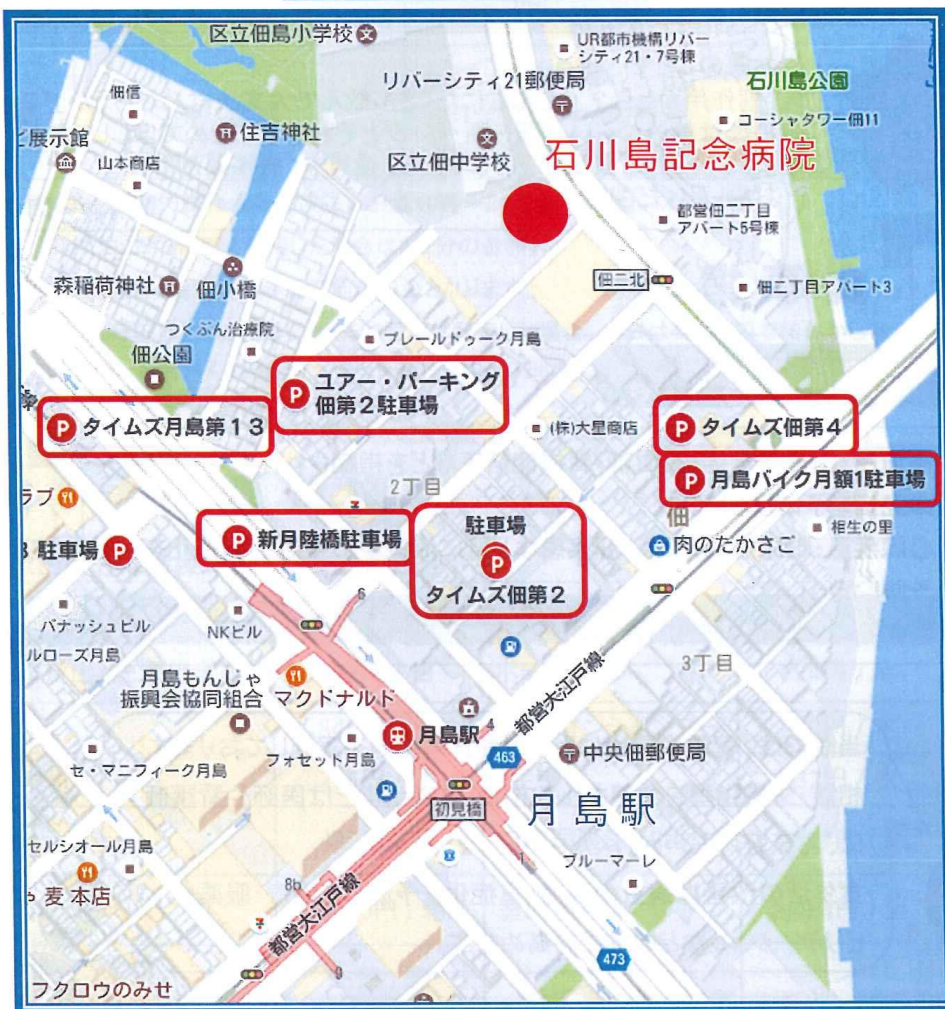 区立佃島小学校
UR都市機構リバー
シティ21・7号棟
リバーシティ21郵便局
石川島公園
佃信
コーシャタワー佃11
住吉神社
展示館
山本商店
区立佃中学校
石川島記念病院
都営佃二丁目
アパート5号棟
佃二北
森稲荷神社
佃小橋
佃二丁目アパート3
つくぶん治療院
プレールドゥーク月島
佃公園
P ユアー・パーキング
佃第2駐車場
P タイムズ月島第13
(株)大星商店
P タイムズ佃第4
P 月島バイク月額1駐車場
2丁目
ラブ
佃
相生の里
P 新月陸橋駐車場
駐車場
P
タイムズ佃第2
肉のたかさご
駐車場 P
6
バナッシュビル
NKビル
ルローズ月島
3丁目
月島もんじゃ
振興会協同組合
マクドナルド
都営大江戸線
4
月島駅
463
中央佃郵便局
セ・マニフィーク月島
フォセット月島
初見橋
月島駅
セルシオール月島
ブルーマーレ
1
麦 本店
8b
都営大江戸線
9
473
フクロウのみせ